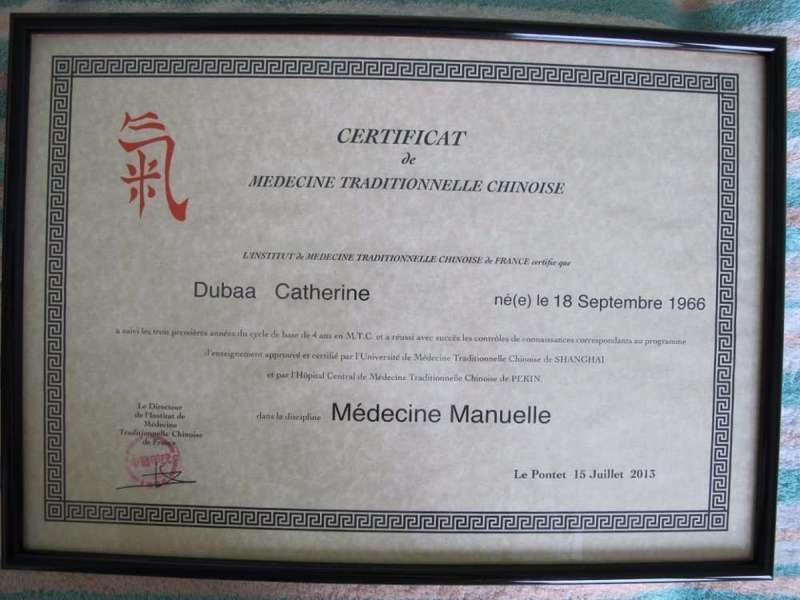 氣
CERTIFICAT
de
MEDECINE TRADITIONNELLE CHINOISE
L'INSTITUT de MEDECINE TRADITIONNELLE CHINOISE de FRANCE certifie que
Dubaa Catherine né(e) le 18 Septembre 1966
a suivi les trois premières années du cycle de base de 4 ans en M.T.C. et a réussi avec succès les contrôles de connaissances correspondants au programme
d'enseignement approuvé et certifié par l'Université de Médecine Traditionnelle Chinoise de SHANGHAI
et par l'Hôpital Central de Médecine Traditionnelle Chinoise de PEKIN.
dans la discipline Médecine Manuelle
Le Directeur
de l'Institut de
Médecine
Traditionnelle Chinoise
de France
Le Pontet 15 Juillet 2013